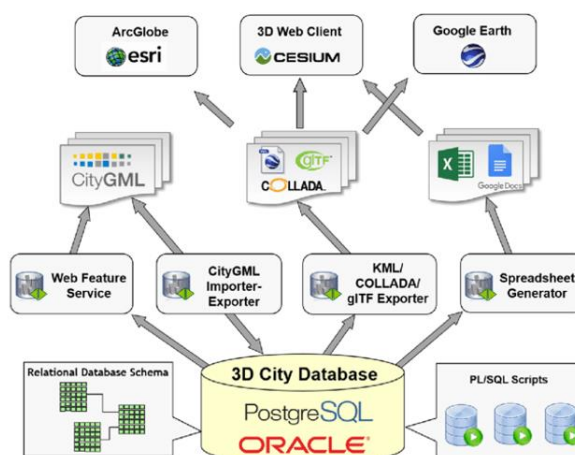 ArcGlobe
esri
3D Web Client
CESIUM
Google Earth
CityGML
glTF
COLLADA
Google Docs
Web Feature
Service
CityGML
Importer-
Exporter
KML/
COLLADA/
glTF Exporter
Spreadsheet
Generator
Relational Database Schema
3D City Database
PostgreSQL
ORACLE
PL/SQL Scripts